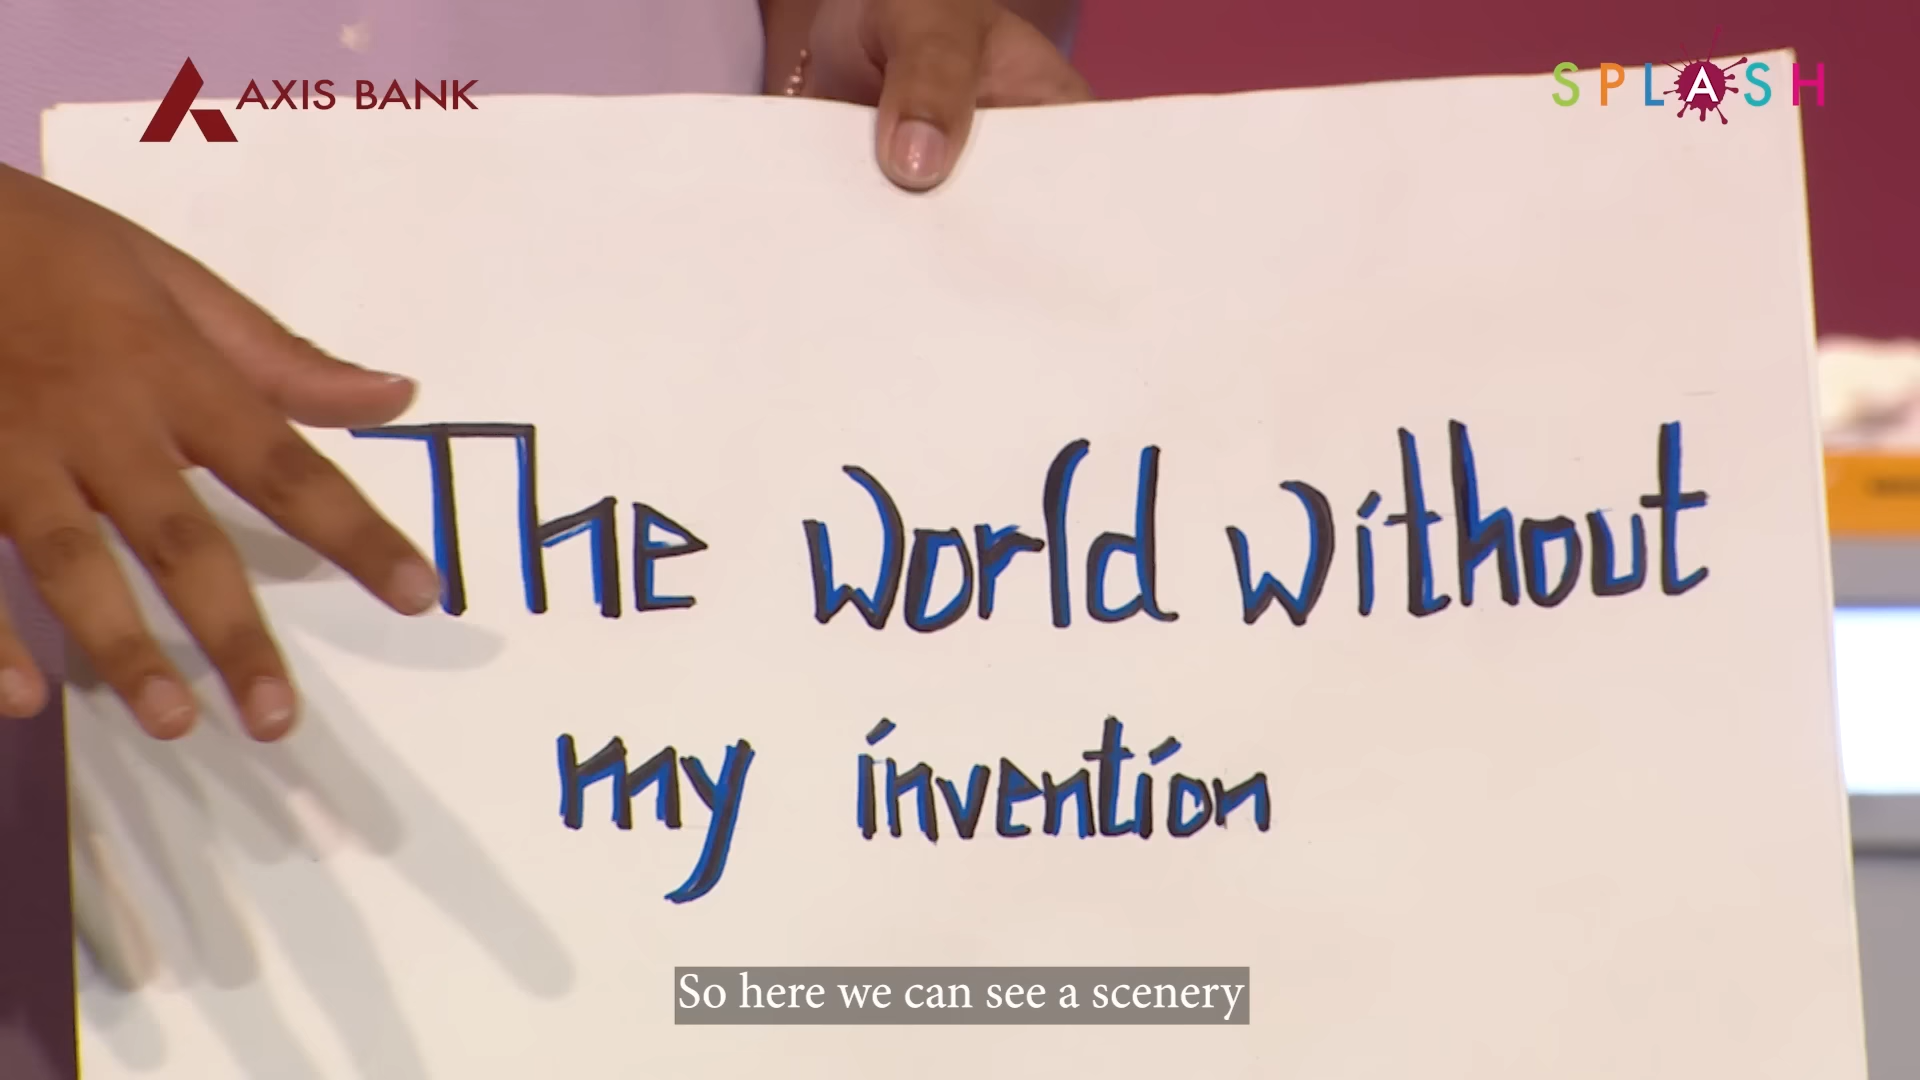 AXIS BANK
SPLASH
The world without
my invention
So here we can see a scenery